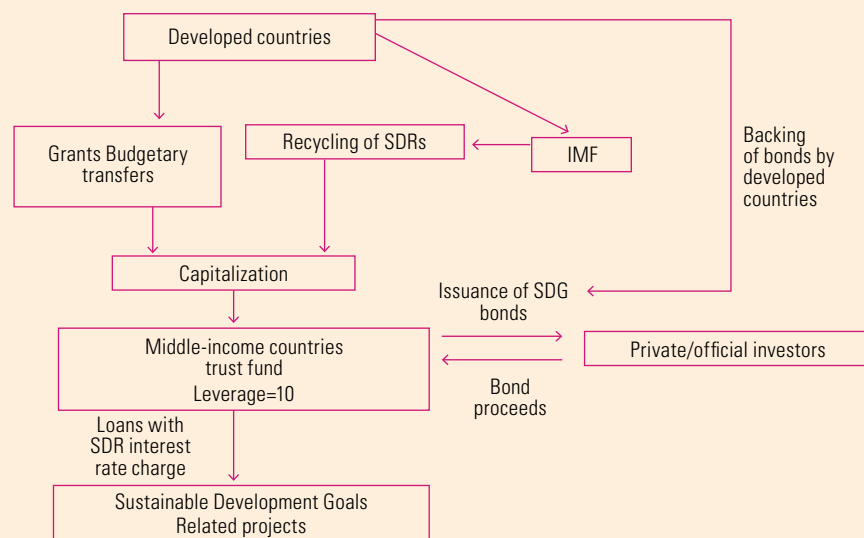 Developed countries
Grants Budgetary
transfers
Recycling of SDRs
IMF
Backing
of bonds by
developed
countries
Capitalization
Issuance of SDG
bonds
Middle-income countries
trust fund
Leverage=10
Private/official investors
Bond
proceeds
Loans with
SDR interest
rate charge
Sustainable Development Goals
Related projects